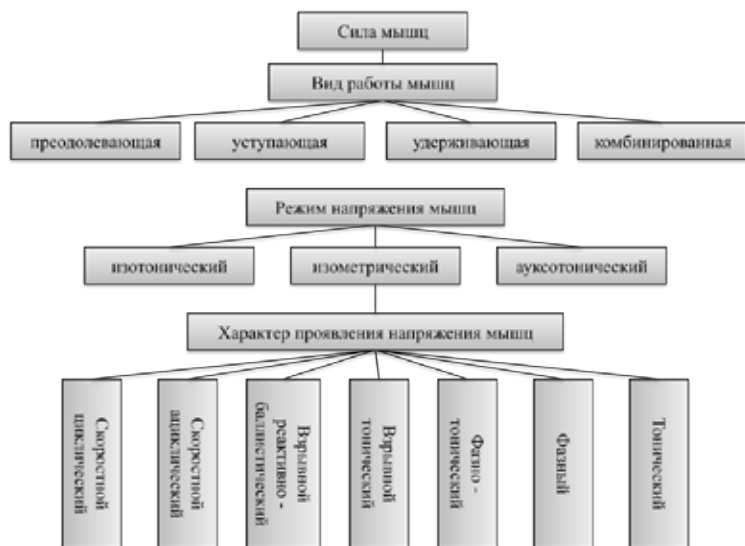 Сила мышц
Вид работы мышц
преодолевающая
уступающая
удерживающая
комбинированная
Режим напряжения мышц
изотонический
изометрический
ауксотонический
Характер проявления напряжения мышц
Скоростной
циклический
Скоростной
ациклический
Взрывной
реактивно -
баллистический
Взрывной
тонический
Фазно -
тонический
Фазный
Тонический